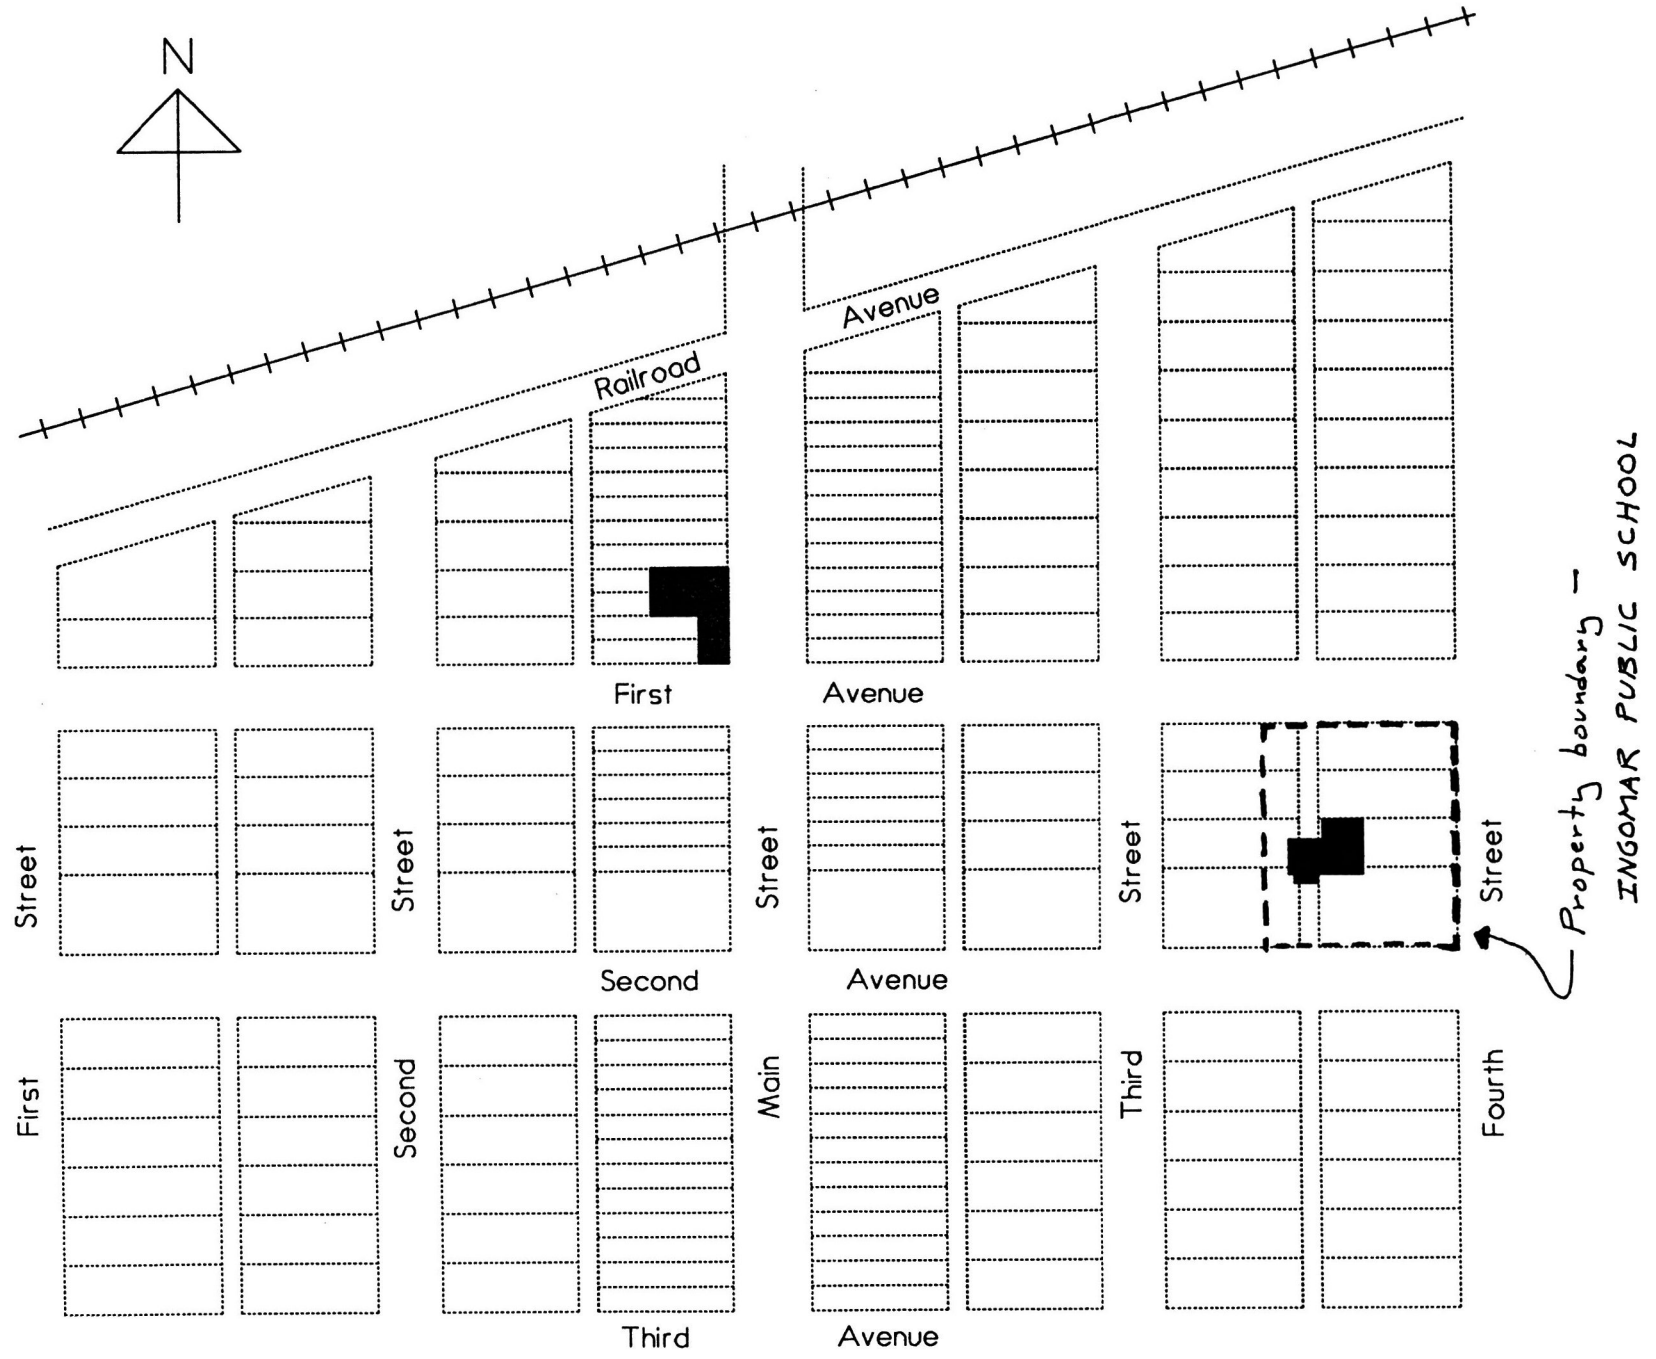 N
Railroad Avenue
First Avenue
Second Avenue
Third Avenue
First Street
Second Street
Main Street
Third Street
Fourth Street
Property boundary —
INGOMAR PUBLIC SCHOOL